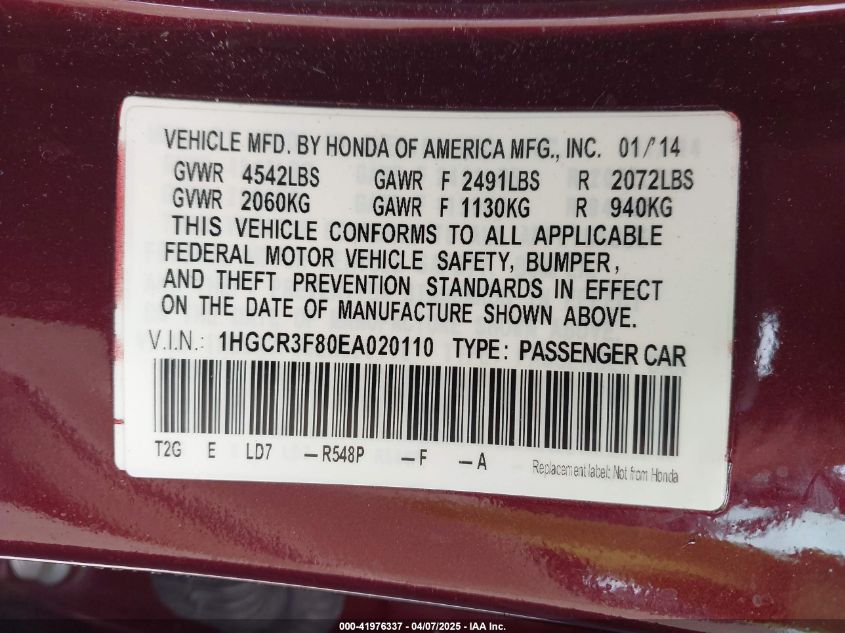 VEHICLE MFD. BY HONDA OF AMERICA MFG., INC. 01/14
GVWR 4542LBS GAWR F 2491LBS R 2072LBS
GVWR 2060KG GAWR F 1130KG R 940KG
THIS VEHICLE CONFORMS TO ALL APPLICABLE
FEDERAL MOTOR VEHICLE SAFETY, BUMPER,
AND THEFT PREVENTION STANDARDS IN EFFECT
ON THE DATE OF MANUFACTURE SHOWN ABOVE.
V.I.N.: 1HGCR3F80EA020110 TYPE: PASSENGER CAR
T2G E LD7 –R548P –F –A
Replacement label: Not from Honda
000-41976337 - 04/07/2025 - IAA Inc.